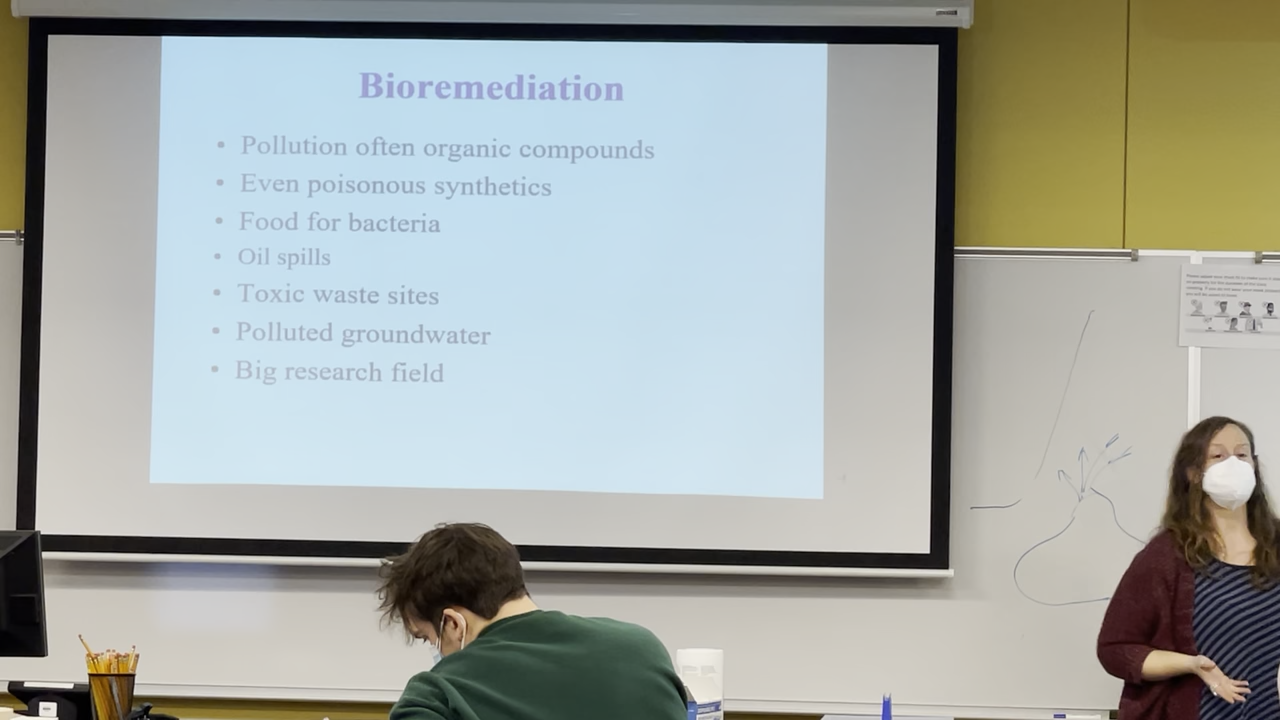 Bioremediation
• Pollution often organic compounds
• Even poisonous synthetics
• Food for bacteria
• Oil spills
• Toxic waste sites
• Polluted groundwater
• Big research field